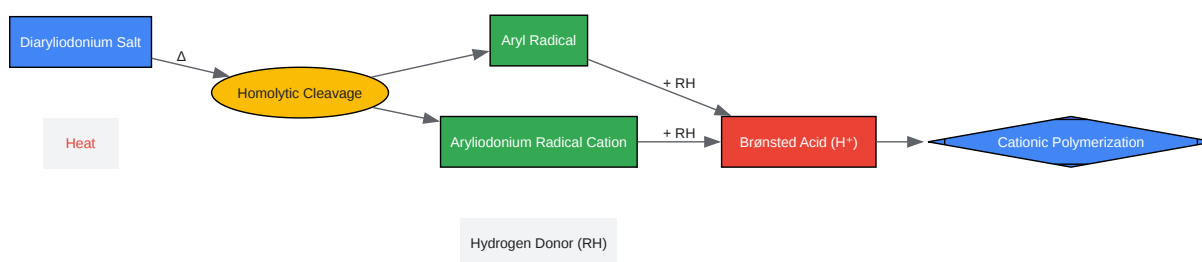 Diaryliodonium Salt
Δ
Homolytic Cleavage
Aryl Radical
+ RH
Aryliodonium Radical Cation
+ RH
Brønsted Acid (H⁺)
Cationic Polymerization
Heat
Hydrogen Donor (RH)